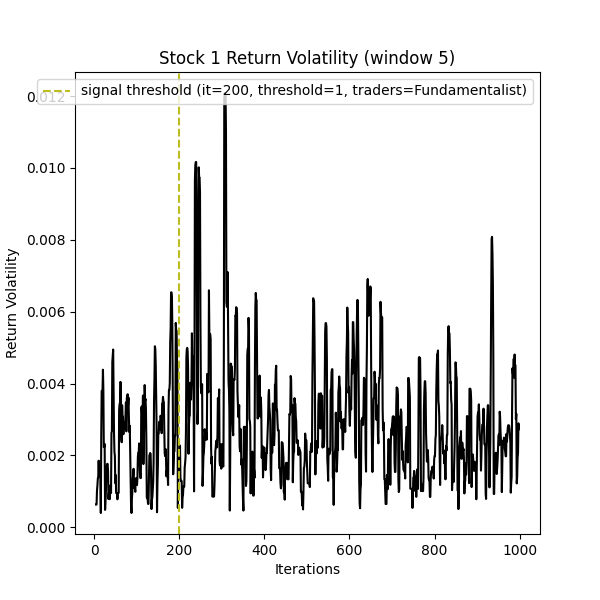 Stock 1 Return Volatility (window 5)
signal threshold (it=200, threshold=1, traders=Fundamentalist)
0.012
0.010
0.008
0.006
0.004
0.002
0.000
Return Volatility
0 200 400 600 800 1000
Iterations